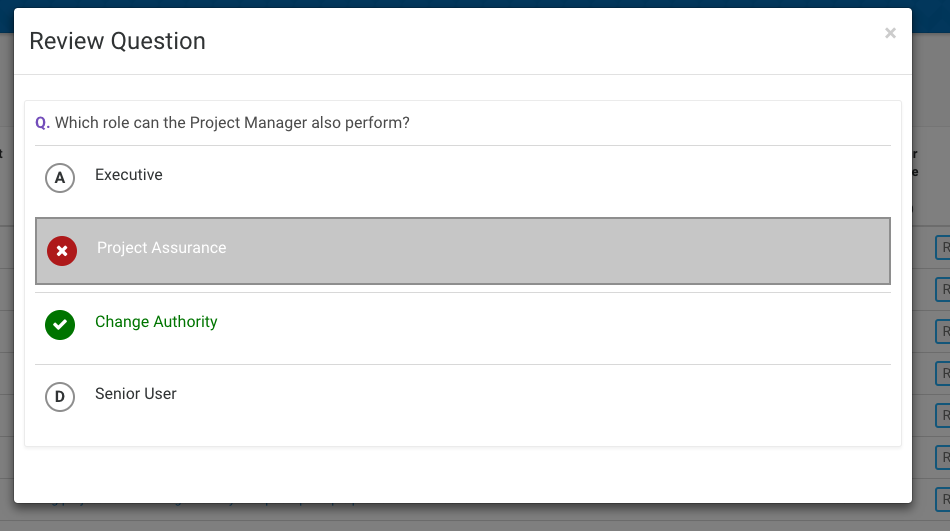 Review Question
×
Q. Which role can the Project Manager also perform?
A Executive
Project Assurance
Change Authority
D Senior User
t
r
e
R
R
R
R
R
R
R